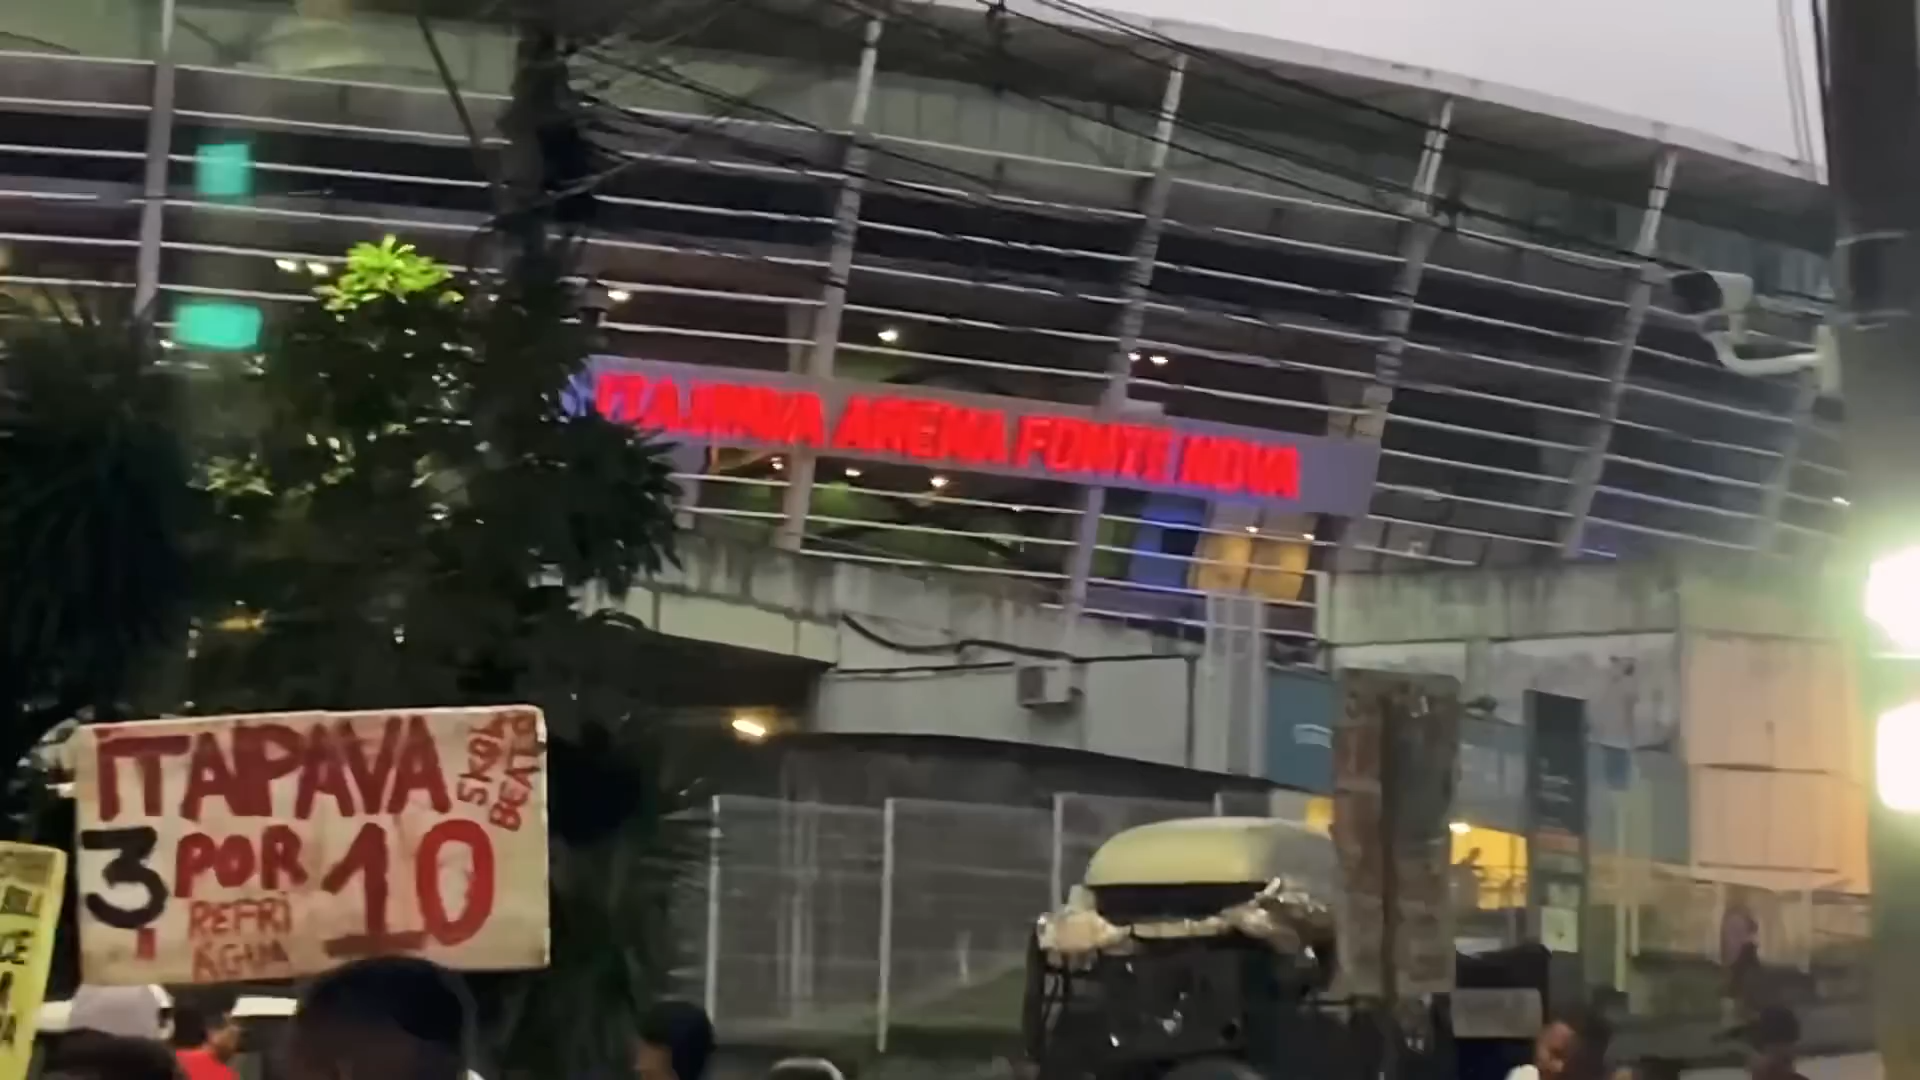 ITAIPAVA ARENA FONTE NOVA
ITAIPAVA
SKOL
BEATS
3 POR 10
REFRI
ÁGUA